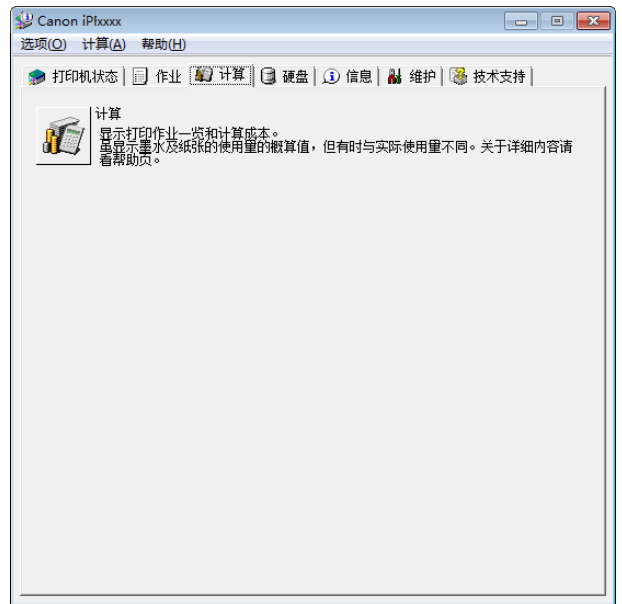 Canon iPfxxxx
选项(O) 计算(A) 帮助(H)
打印机状态 作业 计算 硬盘 信息 维护 技术支持
计算
显示打印作业一览和计算成本。
虽显示墨水及纸张的使用量的概算值，但有时与实际使用量不同。关于详细内容请
看帮助页。